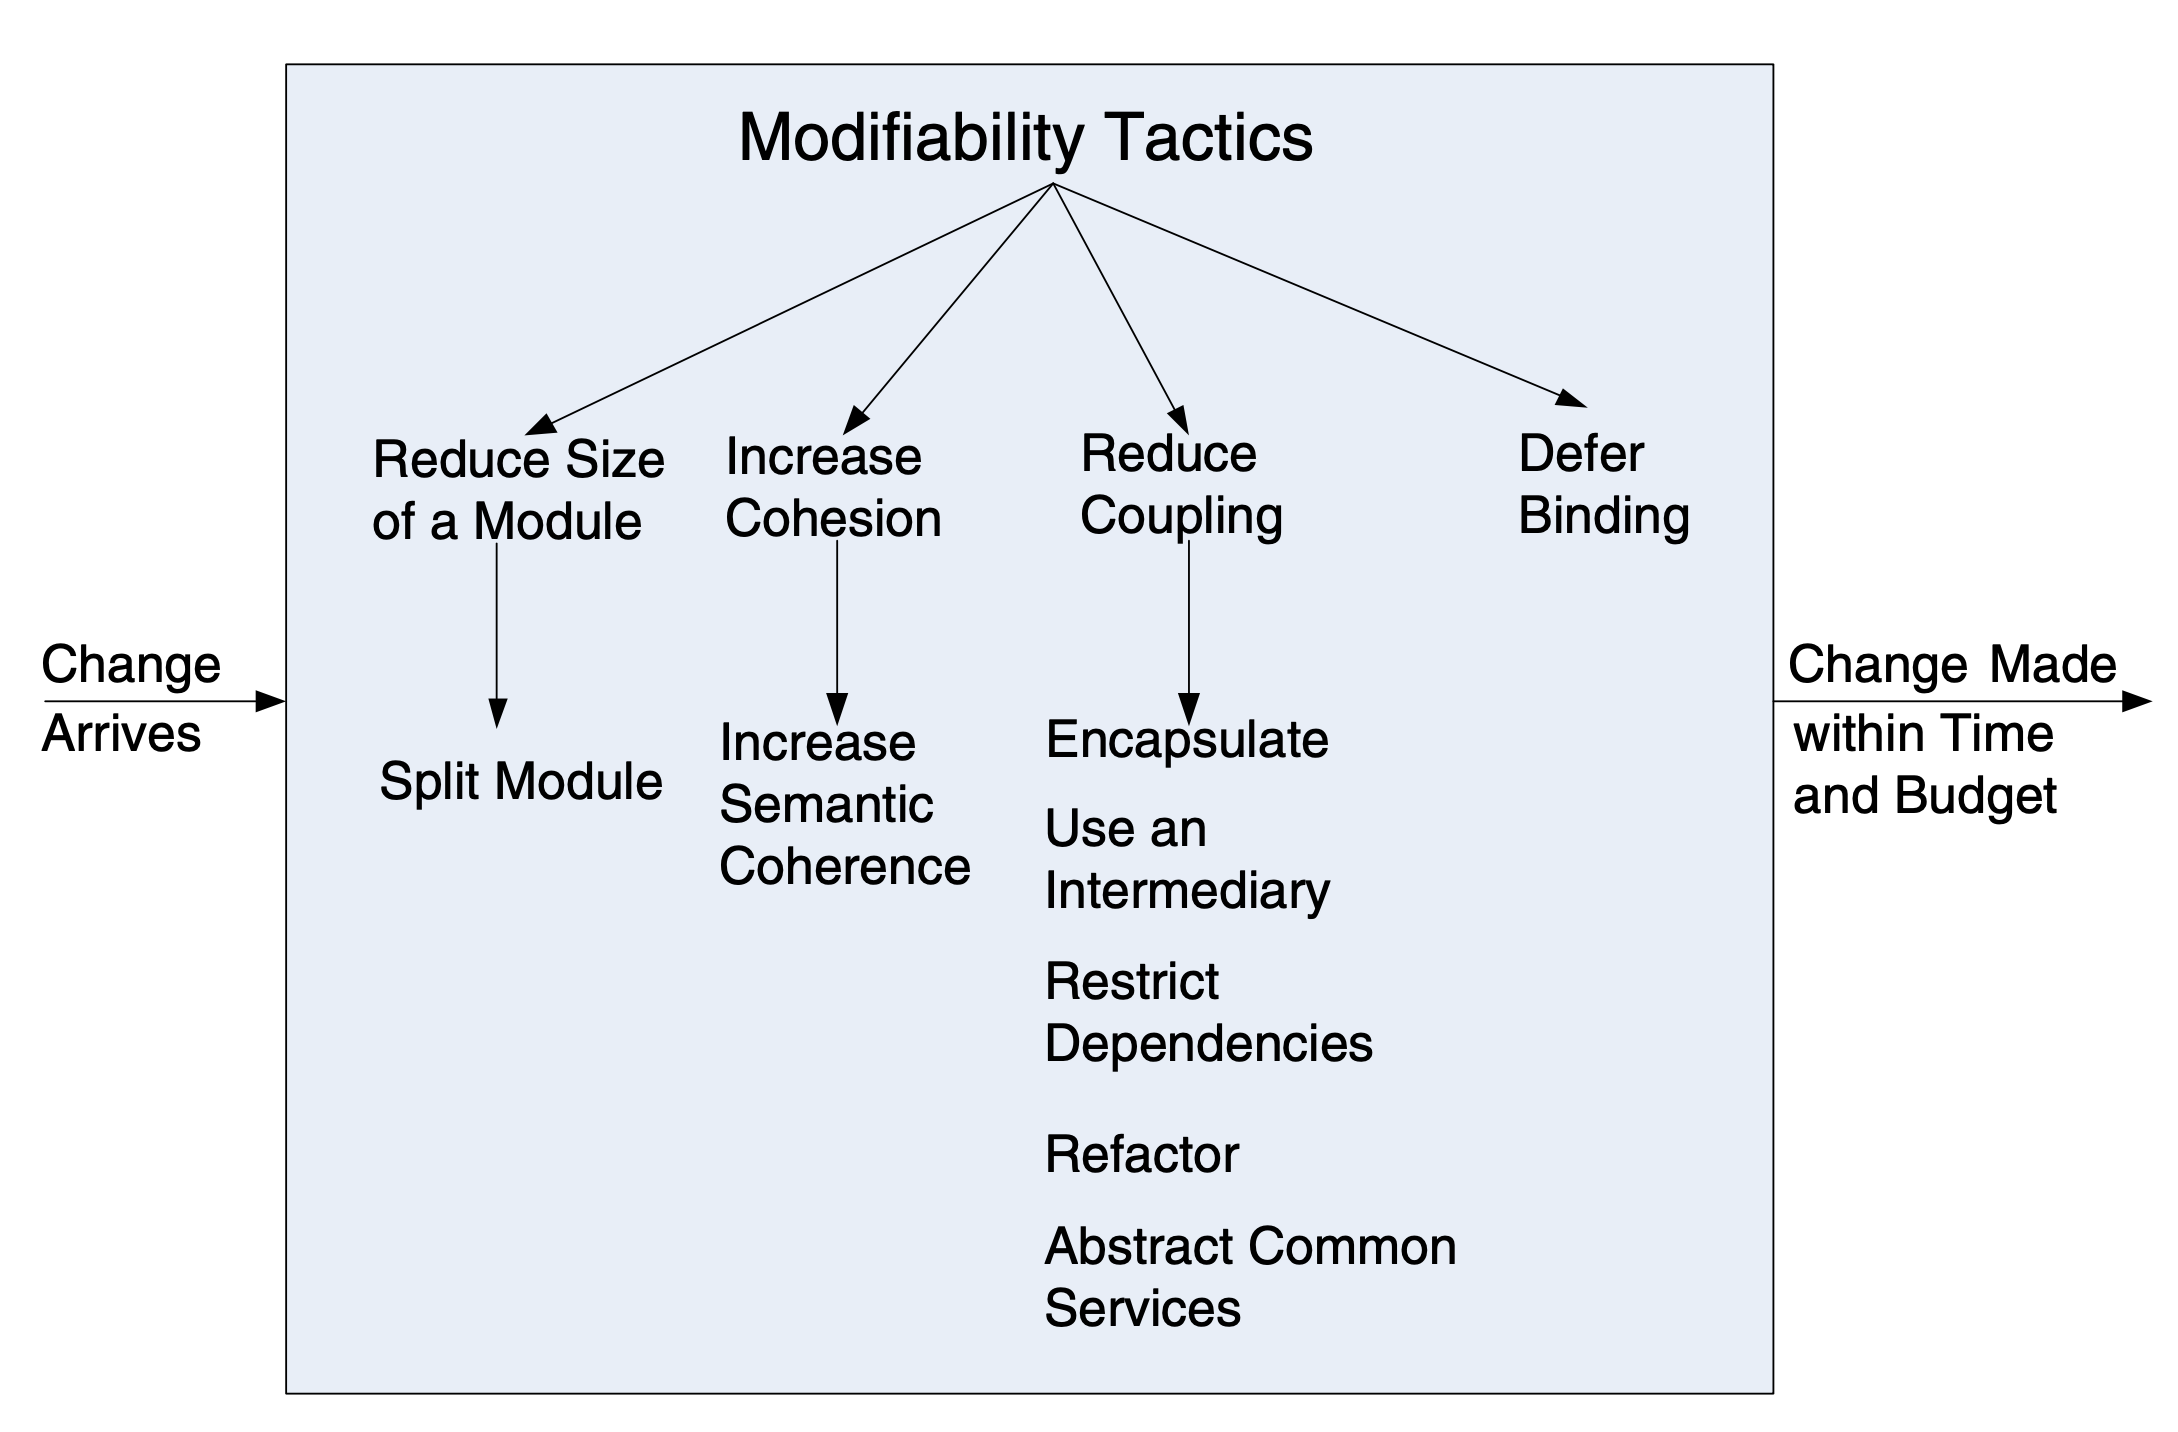 Modifiability Tactics
Reduce Size
of a Module
Increase
Cohesion
Reduce
Coupling
Defer
Binding
Change
Arrives
Split Module
Increase
Semantic
Coherence
Encapsulate
Use an
Intermediary
Restrict
Dependencies
Refactor
Abstract Common
Services
Change Made
within Time
and Budget